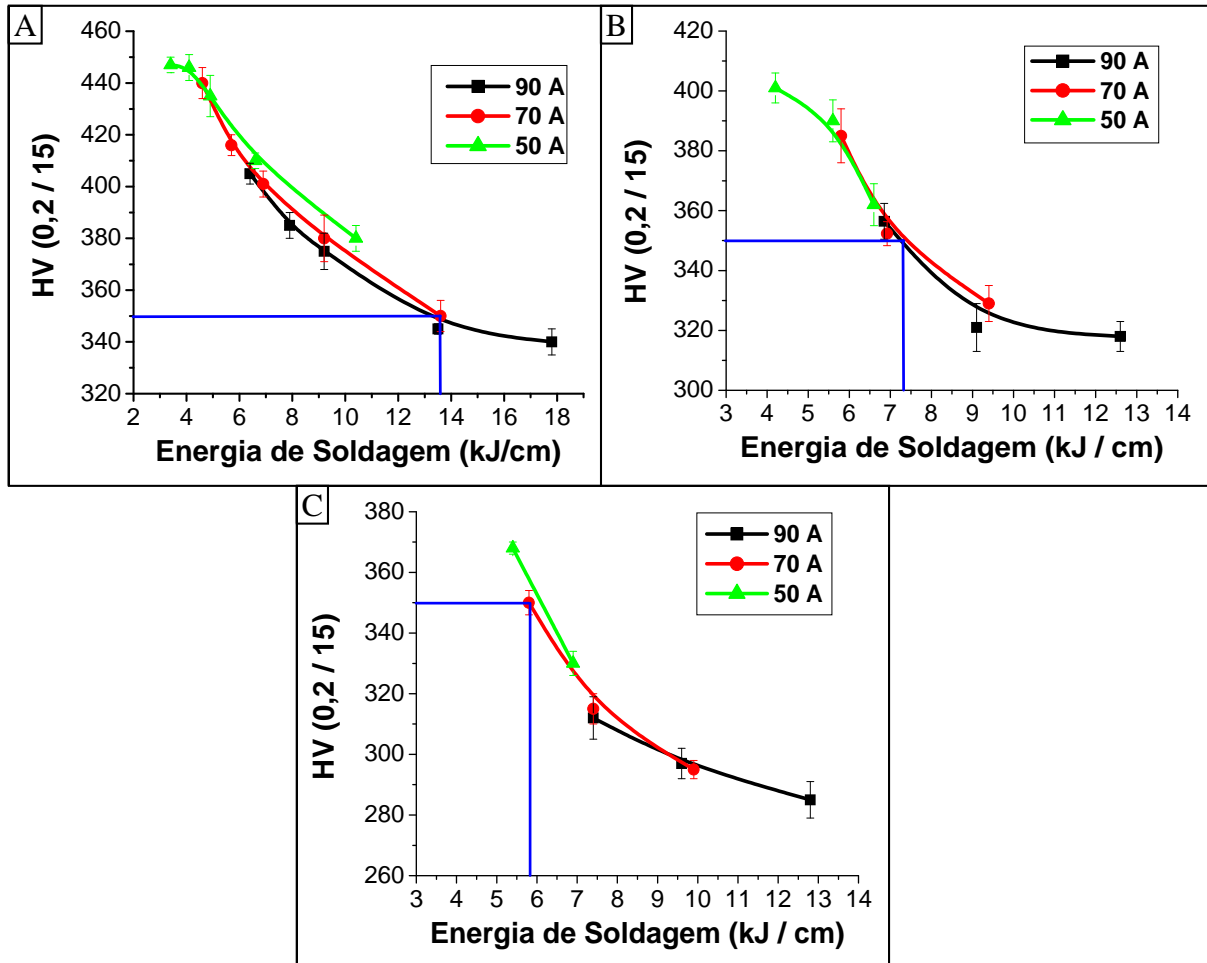 A
HV (0,2 / 15)
460
440
420
400
380
360
340
320
2 4 6 8 10 12 14 16 18
Energia de Soldagem (kJ/cm)
90 A
70 A
50 A
B
HV (0,2 / 15)
420
400
380
360
340
320
300
3 4 5 6 7 8 9 10 11 12 13 14
Energia de Soldagem (kJ / cm)
90 A
70 A
50 A
C
HV (0,2 / 15)
380
360
340
320
300
280
260
3 4 5 6 7 8 9 10 11 12 13 14
Energia de Soldagem (kJ / cm)
90 A
70 A
50 A